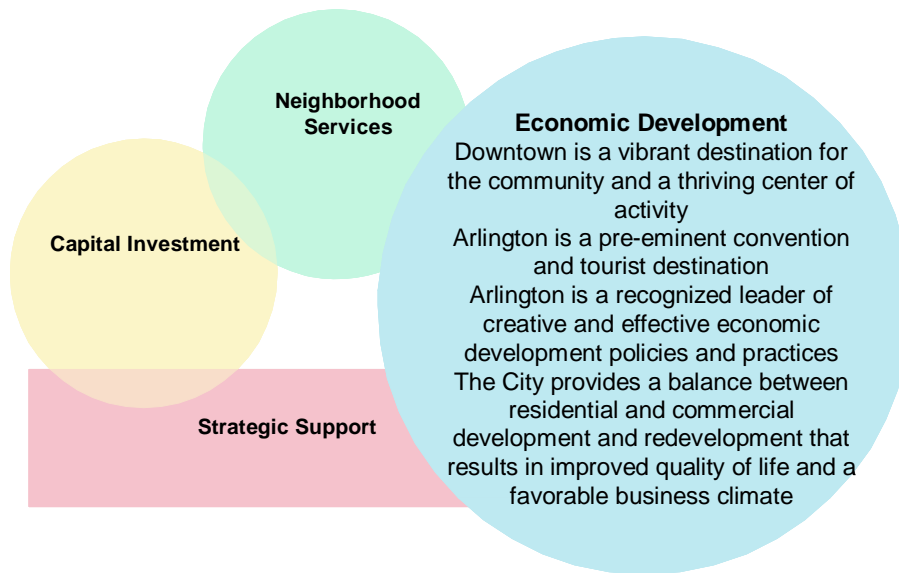 Neighborhood
Services
Capital Investment
Strategic Support
Economic Development
Downtown is a vibrant destination for
the community and a thriving center of
activity
Arlington is a pre-eminent convention
and tourist destination
Arlington is a recognized leader of
creative and effective economic
development policies and practices
The City provides a balance between
residential and commercial
development and redevelopment that
results in improved quality of life and a
favorable business climate